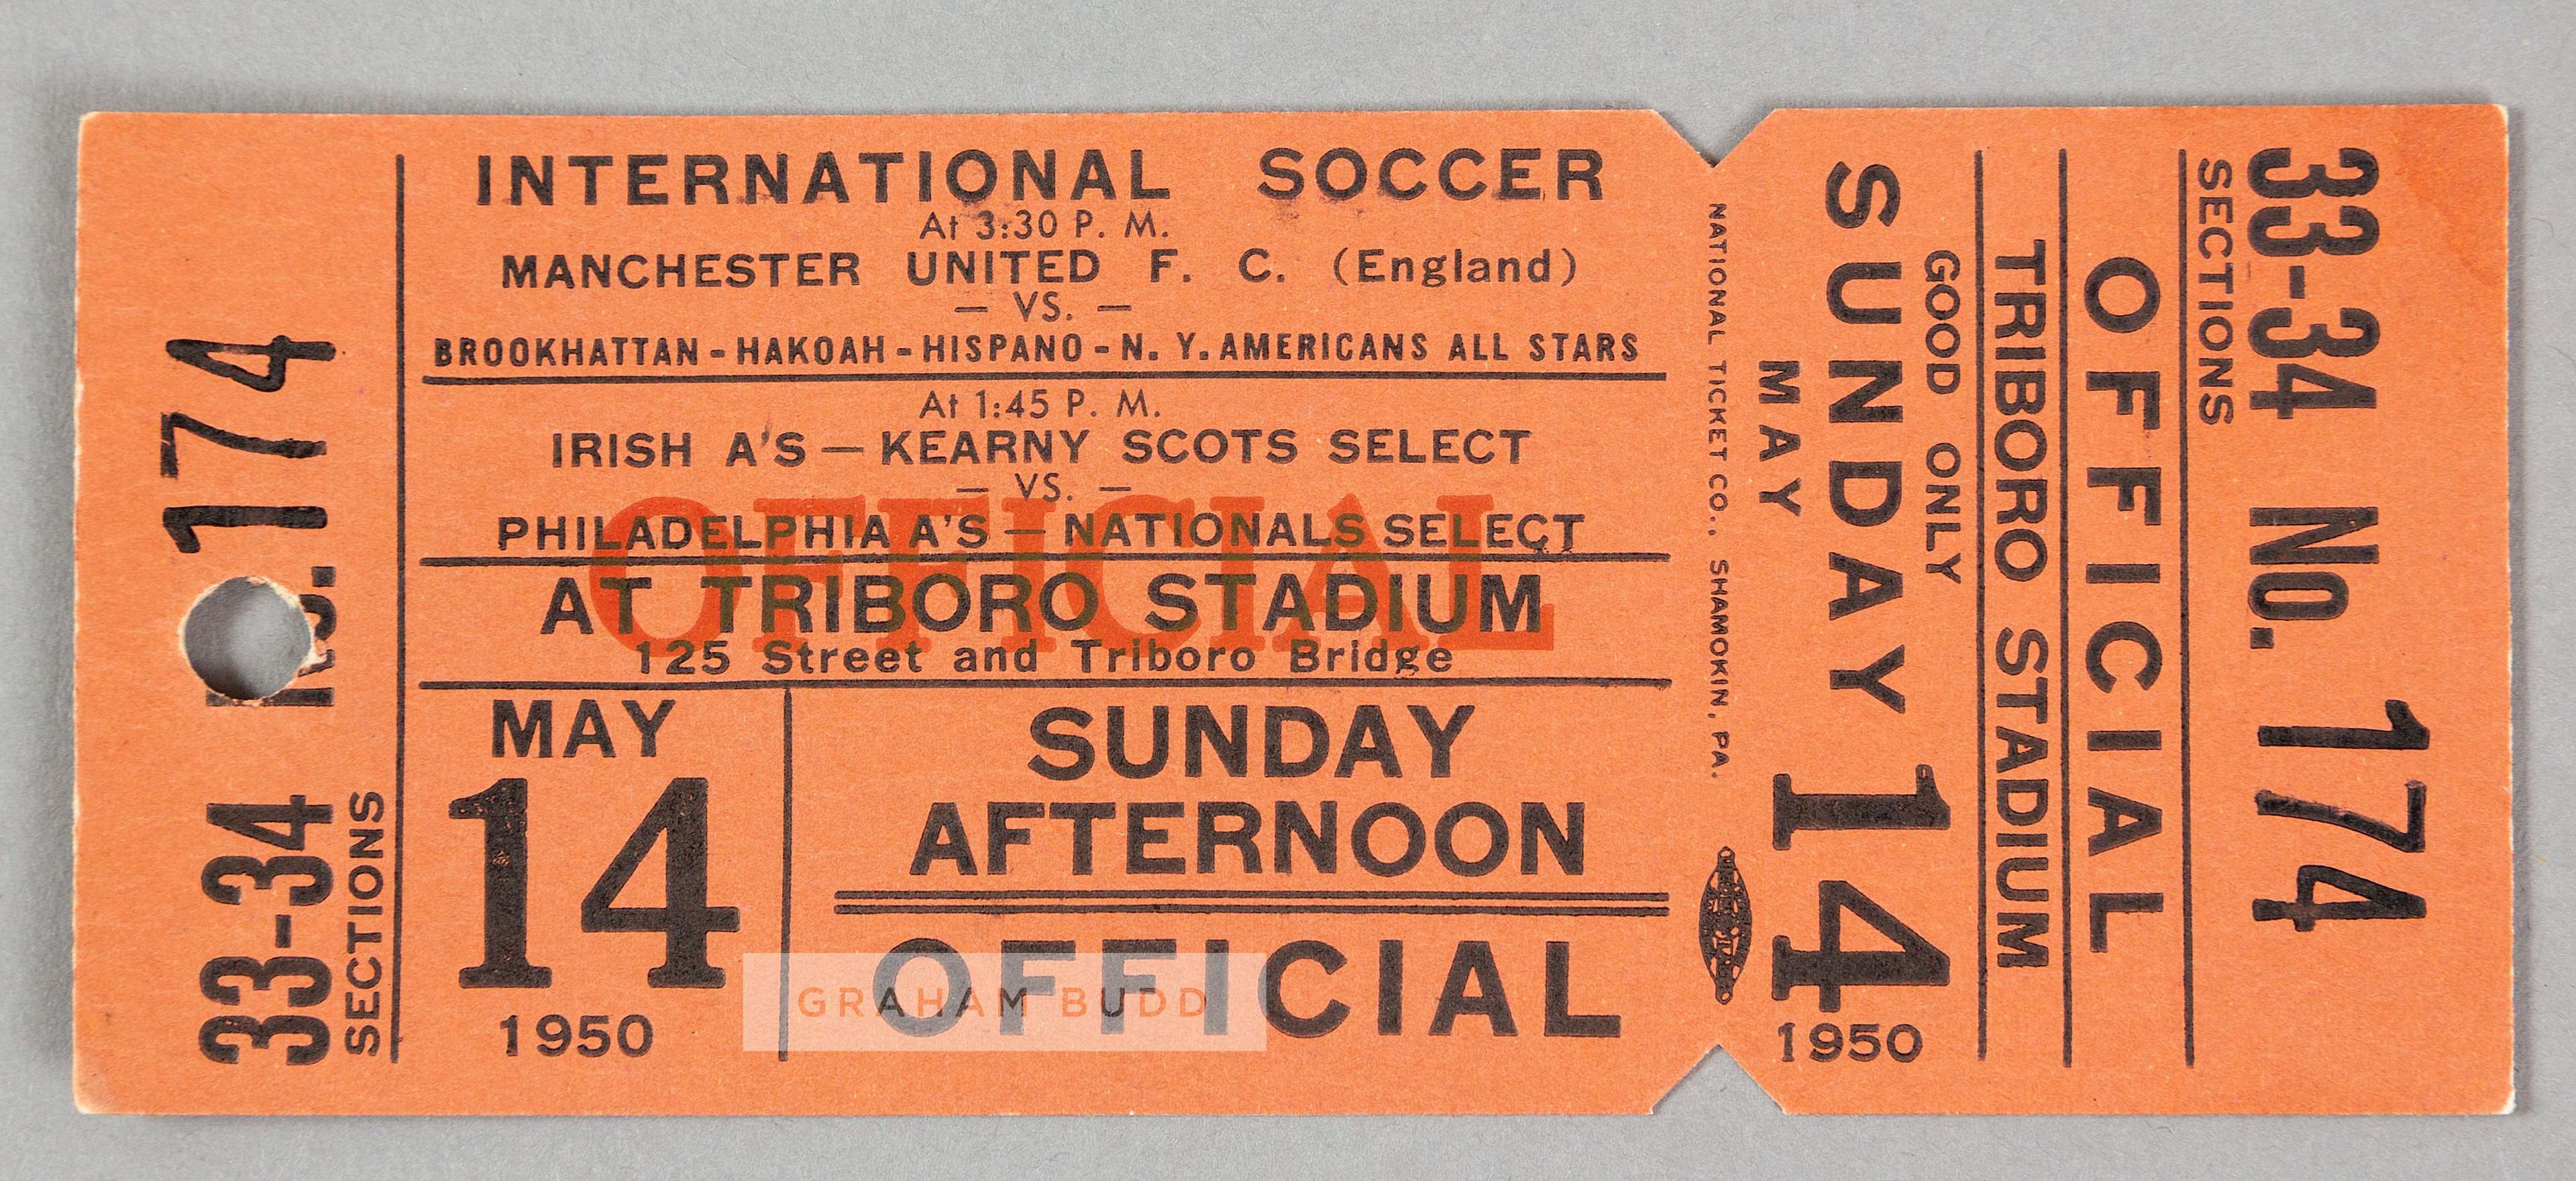 No. 174
33-34
SECTIONS
INTERNATIONAL SOCCER
At 3:30 P. M.
MANCHESTER UNITED F. C. (England)
— VS. —
BROOKHATTAN - HAKOAH - HISPANO - N. Y. AMERICANS ALL STARS
At 1:45 P. M.
IRISH A'S — KEARNY SCOTS SELECT
— VS. —
PHILADELPHIA A'S — NATIONALS SELECT
OFFICIAL
AT TRIBORO STADIUM
125 Street and Triboro Bridge
MAY
14
1950
SUNDAY
AFTERNOON
OFFICIAL
GRAHAM BUDD
NATIONAL TICKET CO., SHAMOKIN, PA.
MAY
14
1950
SUNDAY
GOOD ONLY
TRIBORO STADIUM
OFFICIAL
SECTIONS
33-34 No. 174